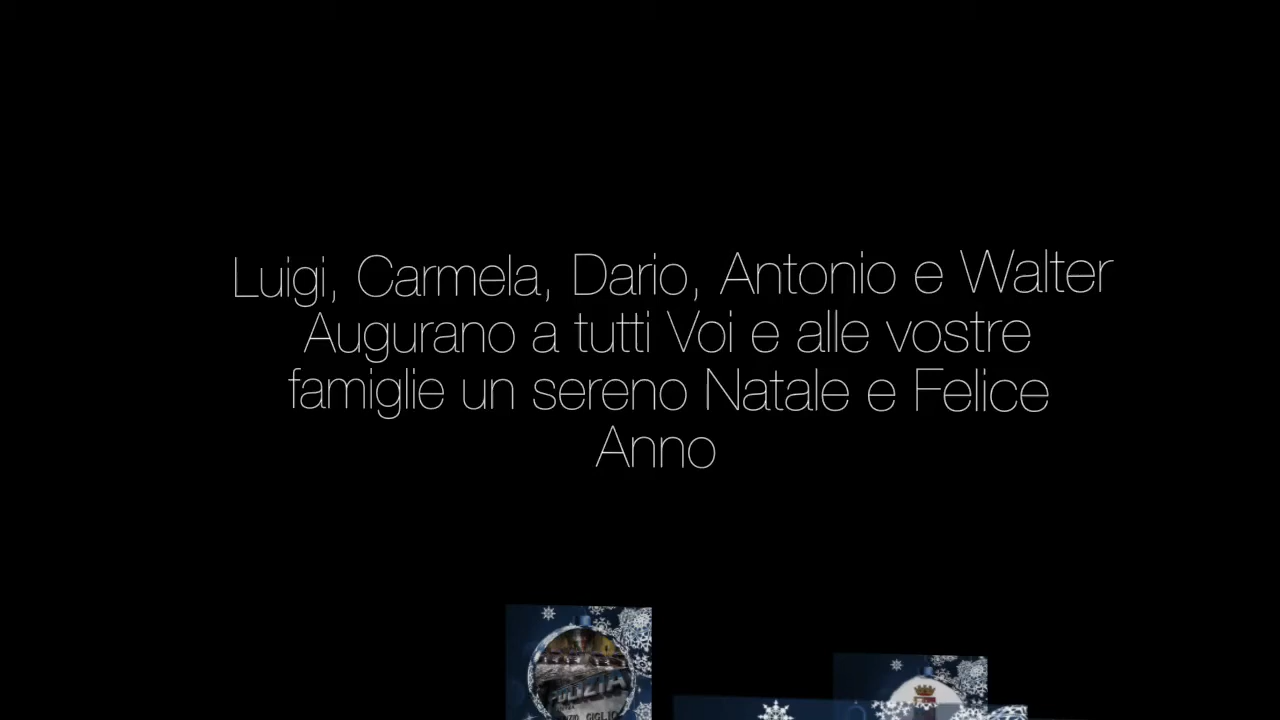 Luigi, Carmela, Dario, Antonio e Walter
Augurano a tutti Voi e alle vostre
famiglie un sereno Natale e Felice
Anno